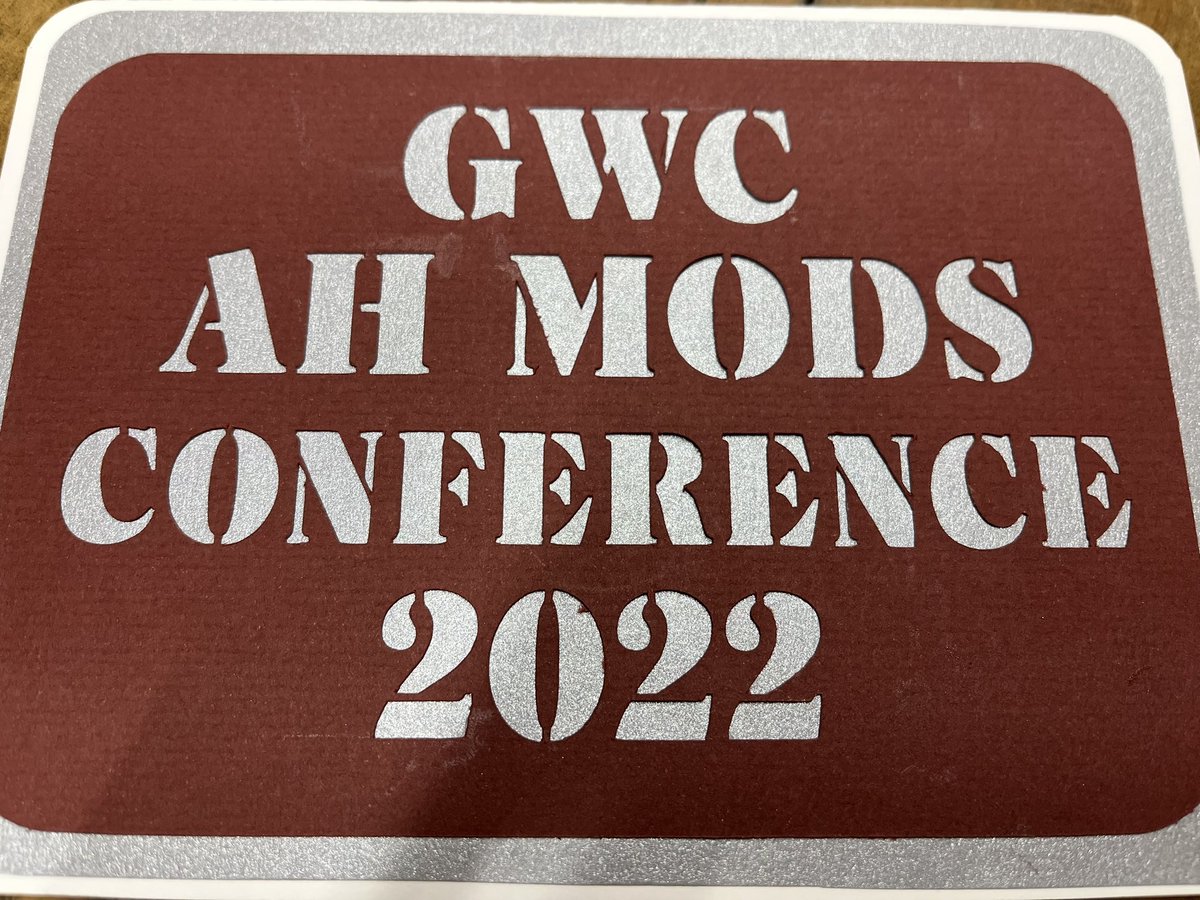 GWC
AH MODS
CONFERENCE
2022